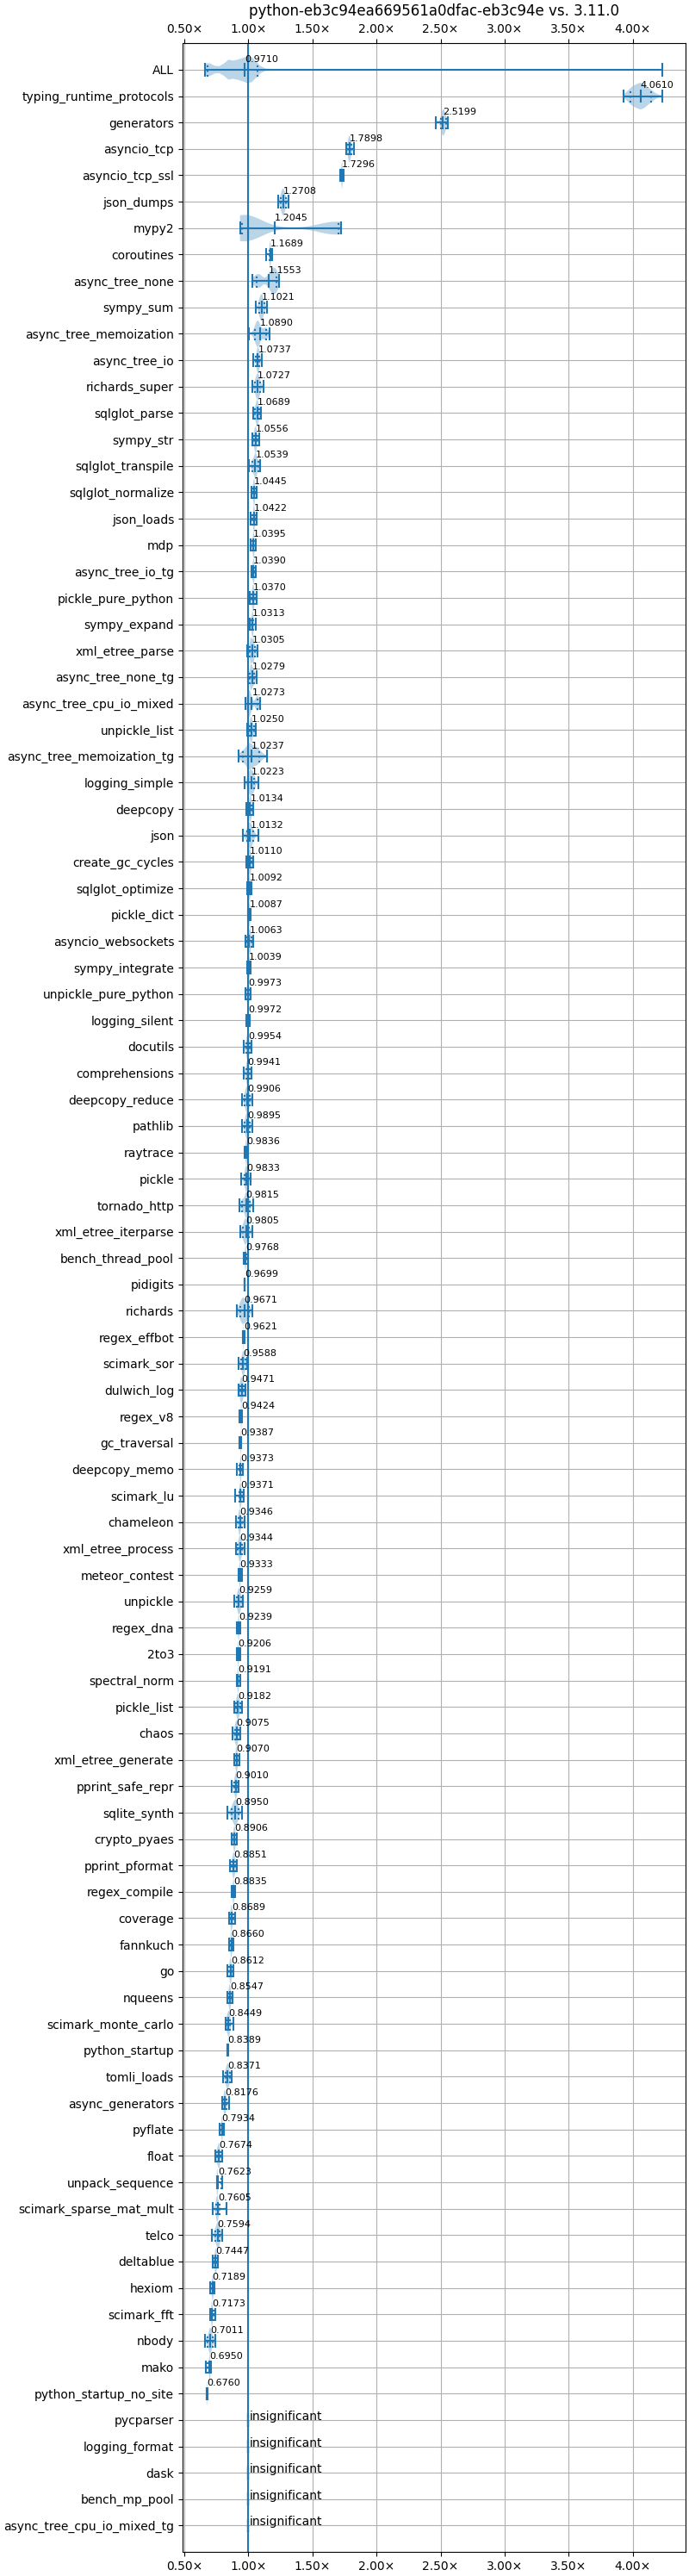 python-eb3c94ea669561a0dfac-eb3c94e vs. 3.11.0
0.50× 1.00× 1.50× 2.00× 2.50× 3.00× 3.50× 4.00×
ALL 0.9710
typing_runtime_protocols 4.0610
generators 2.5199
asyncio_tcp 1.7898
asyncio_tcp_ssl 1.7296
json_dumps 1.2708
mypy2 1.2045
coroutines 1.1689
async_tree_none 1.1553
sympy_sum 1.1021
async_tree_memoization 1.0890
async_tree_io 1.0737
richards_super 1.0727
sqlglot_parse 1.0689
sympy_str 1.0556
sqlglot_transpile 1.0539
sqlglot_normalize 1.0445
json_loads 1.0422
mdp 1.0395
async_tree_io_tg 1.0390
pickle_pure_python 1.0370
sympy_expand 1.0313
xml_etree_parse 1.0305
async_tree_none_tg 1.0279
async_tree_cpu_io_mixed 1.0273
unpickle_list 1.0250
async_tree_memoization_tg 1.0237
logging_simple 1.0223
deepcopy 1.0134
json 1.0132
create_gc_cycles 1.0110
sqlglot_optimize 1.0092
pickle_dict 1.0087
asyncio_websockets 1.0063
sympy_integrate 1.0039
unpickle_pure_python 0.9973
logging_silent 0.9972
docutils 0.9954
comprehensions 0.9941
deepcopy_reduce 0.9906
pathlib 0.9895
raytrace 0.9836
pickle 0.9833
tornado_http 0.9815
xml_etree_iterparse 0.9805
bench_thread_pool 0.9768
pidigits 0.9699
richards 0.9671
regex_effbot 0.9621
scimark_sor 0.9588
dulwich_log 0.9471
regex_v8 0.9424
gc_traversal 0.9387
deepcopy_memo 0.9373
scimark_lu 0.9371
chameleon 0.9346
xml_etree_process 0.9344
meteor_contest 0.9333
unpickle 0.9259
regex_dna 0.9239
2to3 0.9206
spectral_norm 0.9191
pickle_list 0.9182
chaos 0.9075
xml_etree_generate 0.9070
pprint_safe_repr 0.9010
sqlite_synth 0.8950
crypto_pyaes 0.8906
pprint_pformat 0.8851
regex_compile 0.8835
coverage 0.8689
fannkuch 0.8660
go 0.8612
nqueens 0.8547
scimark_monte_carlo 0.8449
python_startup 0.8389
tomli_loads 0.8371
async_generators 0.8176
pyflate 0.7934
float 0.7674
unpack_sequence 0.7623
scimark_sparse_mat_mult 0.7605
telco 0.7594
deltablue 0.7447
hexiom 0.7189
scimark_fft 0.7173
nbody 0.7011
mako 0.6950
python_startup_no_site 0.6760
pycparser insignificant
logging_format insignificant
dask insignificant
bench_mp_pool insignificant
async_tree_cpu_io_mixed_tg insignificant
0.50× 1.00× 1.50× 2.00× 2.50× 3.00× 3.50× 4.00×